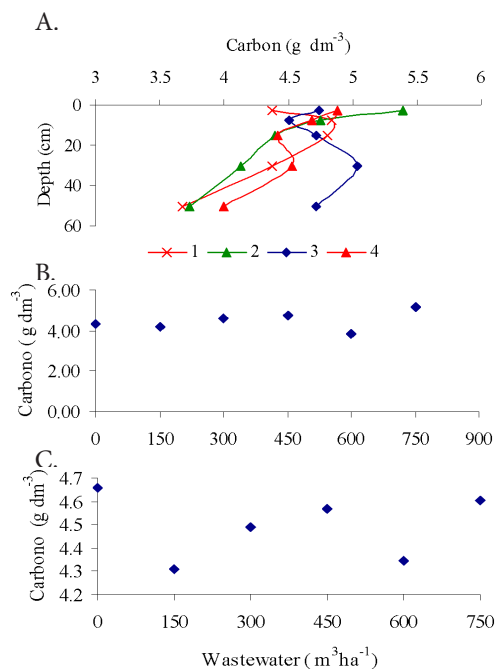 A.
Carbon (g dm-3)
3 3.5 4 4.5 5 5.5 6
0
20
40
60
Depth (cm)
1 2 3 4
B.
6.00
4.00
2.00
0.00
Carbono ( g dm-3)
0 150 300 450 600 750 900
C.
4.7
4.6
4.5
4.4
4.3
4.2
Carbono (g dm-3)
0 150 300 450 600 750
Wastewater ( m3ha-1)